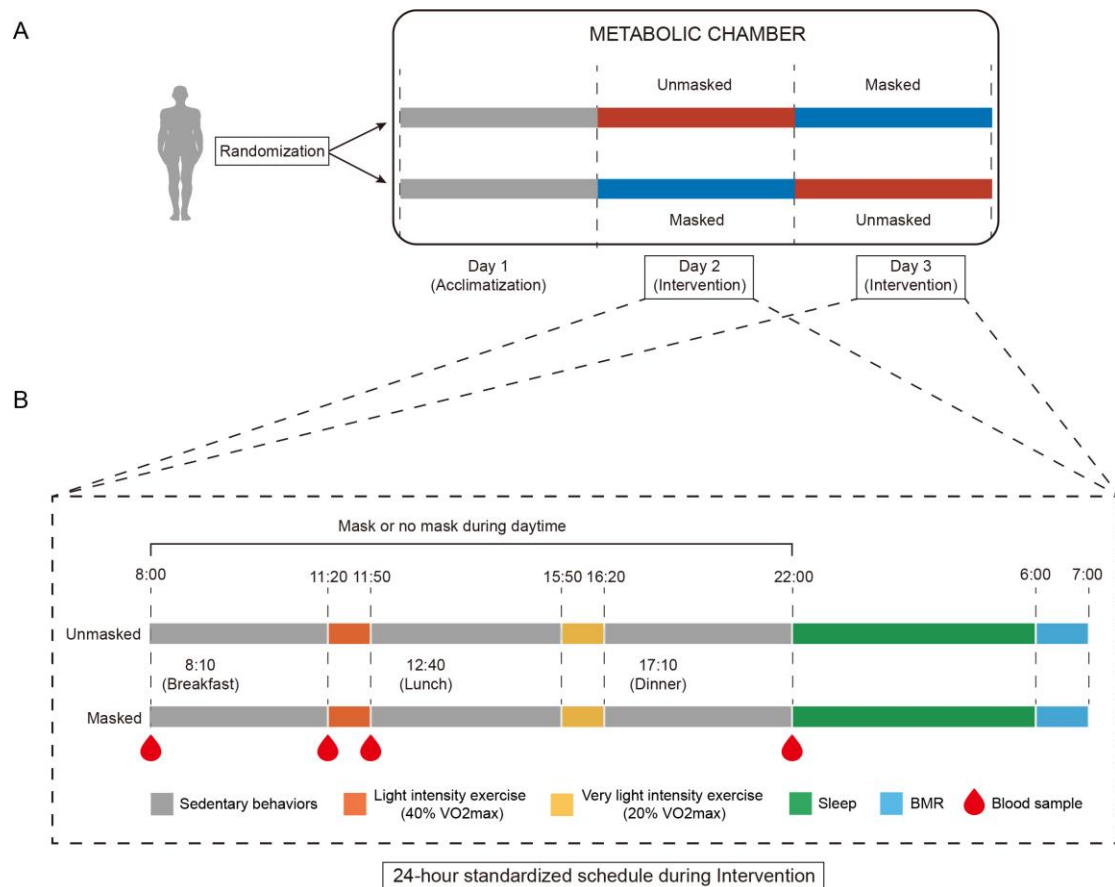 A
METABOLIC CHAMBER
Unmasked
Masked
Randomization
Masked
Unmasked
Day 1
(Acclimatization)
Day 2
(Intervention)
Day 3
(Intervention)
B
Mask or no mask during daytime
8:00
11:20
11:50
15:50
16:20
22:00
6:00
7:00
Unmasked
8:10
(Breakfast)
12:40
(Lunch)
17:10
(Dinner)
Masked
Sedentary behaviors
Light intensity exercise
(40% VO2max)
Very light intensity exercise
(20% VO2max)
Sleep
BMR
Blood sample
24-hour standardized schedule during Intervention